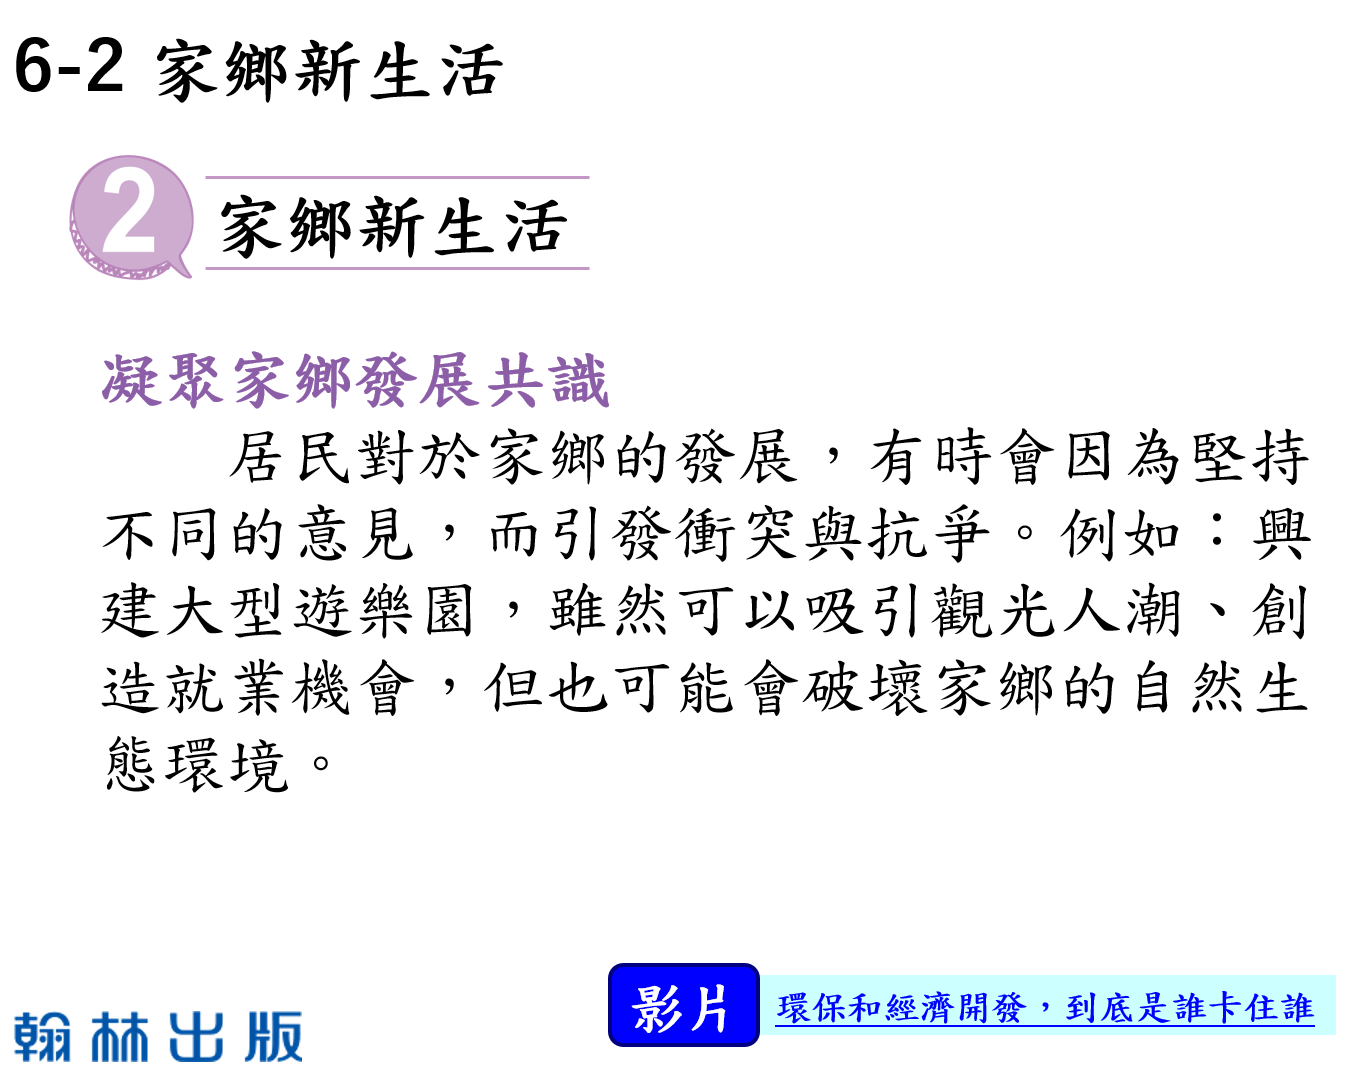 6-2 家鄉新生活
2 家鄉新生活
凝聚家鄉發展共識
居民對於家鄉的發展，有時會因為堅持
不同的意見，而引發衝突與抗爭。例如：興
建大型遊樂園，雖然可以吸引觀光人潮、創
造就業機會，但也可能會破壞家鄉的自然生
態環境。
影片 環保和經濟開發，到底是誰卡住誰
翰林出版